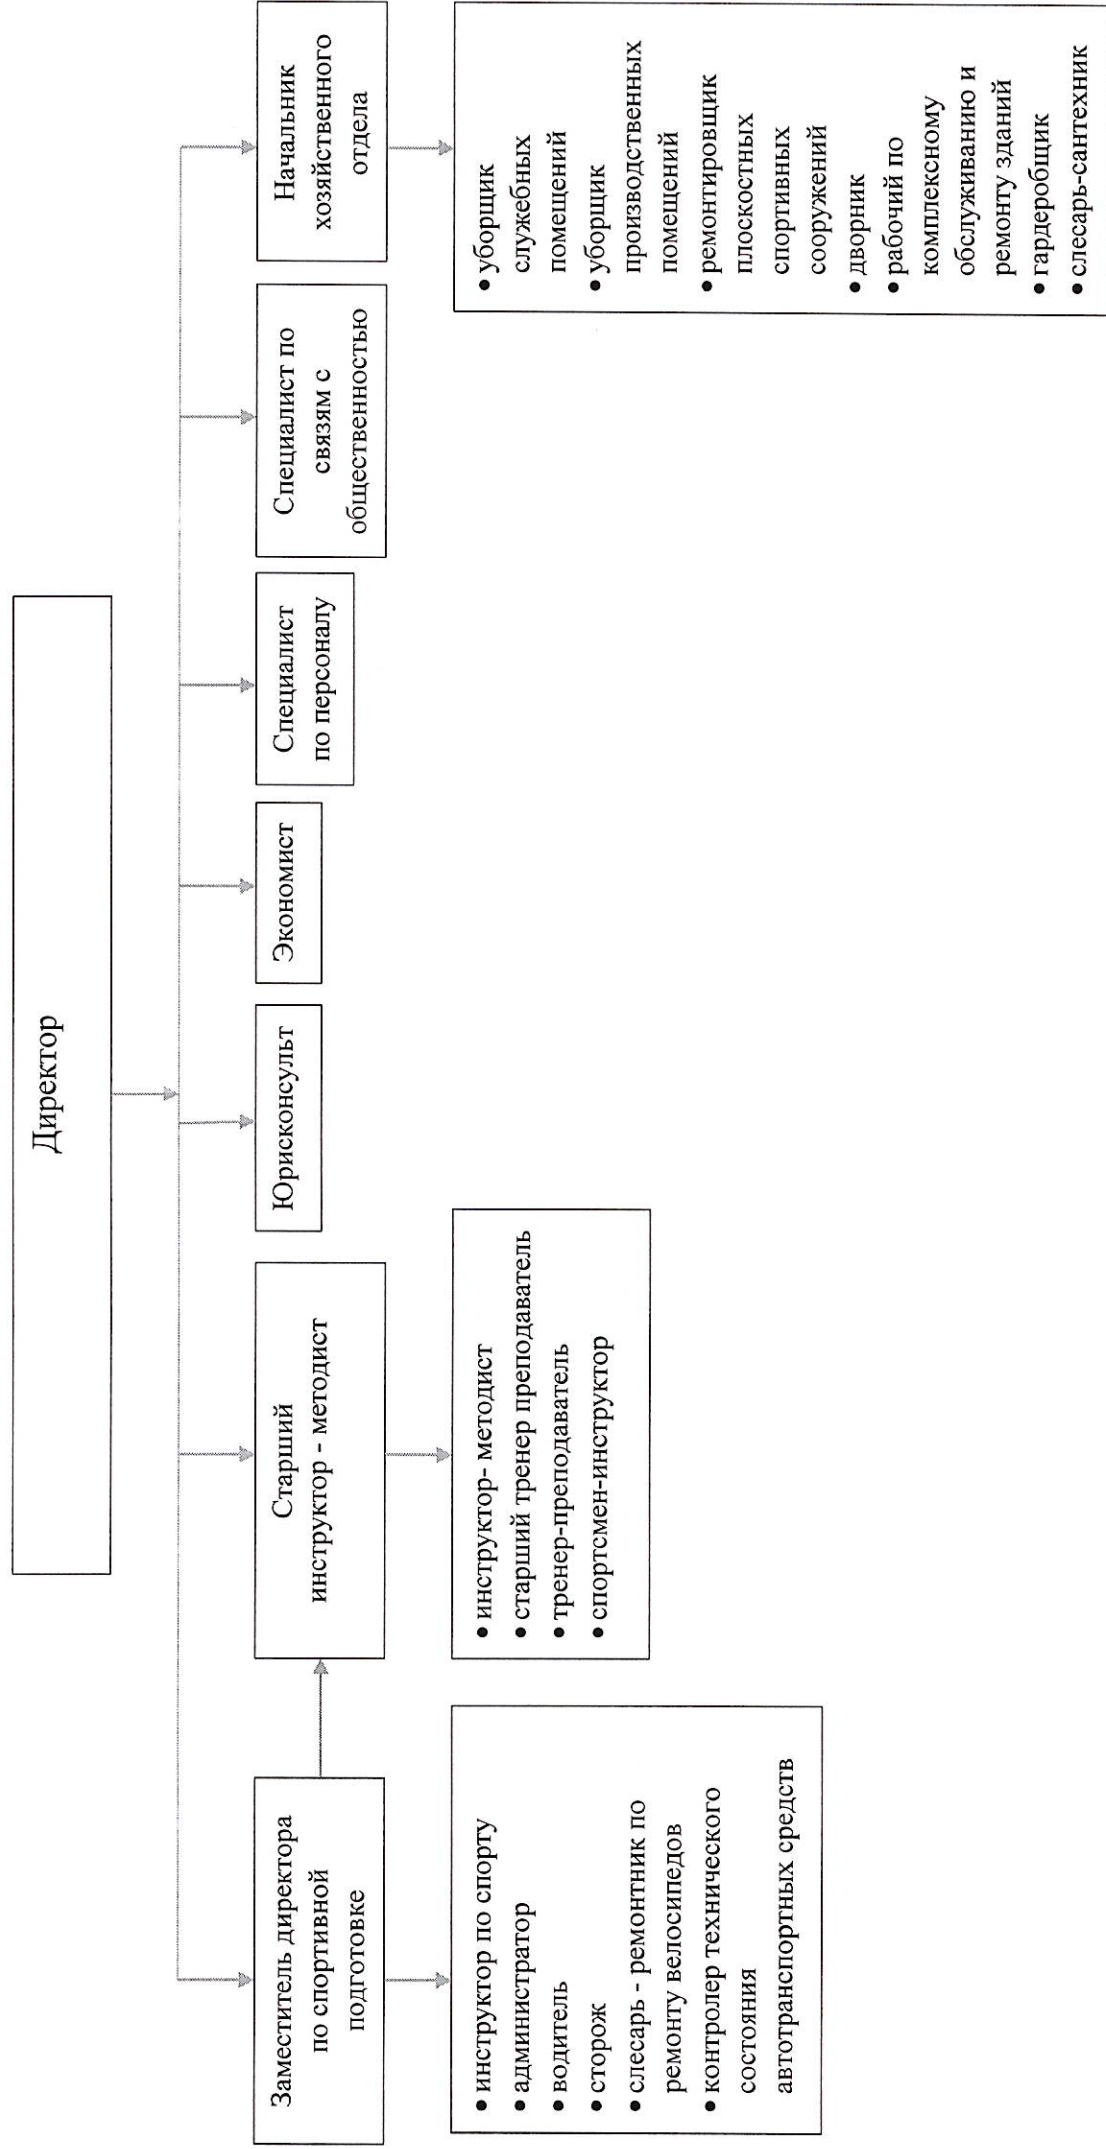 Директор
Заместитель директора
по спортивной
подготовке
Старший
инструктор - методист
Юрисконсульт
Экономист
Специалист
по персоналу
Специалист по
связям с
общественностью
Начальник
хозяйственного
отдела
• инструктор по спорту
• администратор
• водитель
• сторож
• слесарь - ремонтник по
ремонту велосипедов
• контролер технического
состояния
автотранспортных средств
• инструктор- методист
• старший тренер преподаватель
• тренер-преподаватель
• спортсмен-инструктор
• уборщик
служебных
помещений
• уборщик
производственных
помещений
• ремонтировщик
плоскостных
спортивных
сооружений
• дворник
• рабочий по
комплексному
обслуживанию и
ремонту зданий
• гардеробщик
• слесарь-сантехник